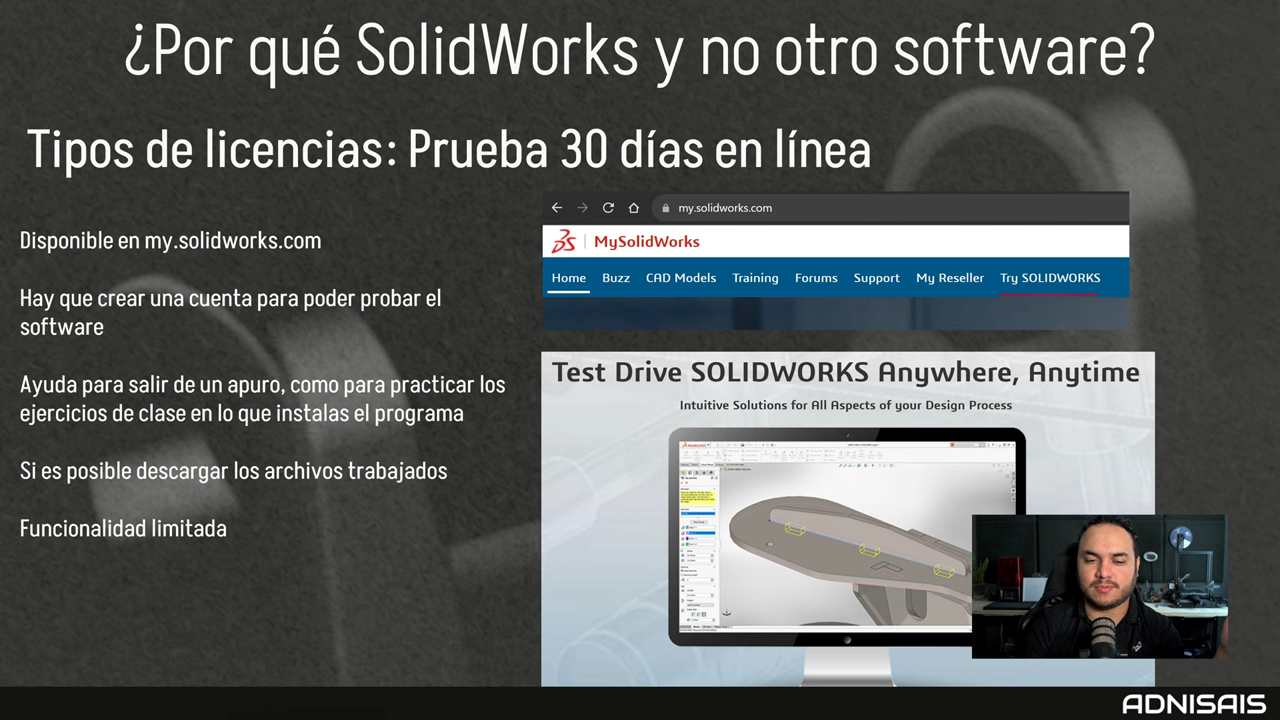 ¿Por qué SolidWorks y no otro software?
Tipos de licencias: Prueba 30 días en línea
Disponible en my.solidworks.com
Hay que crear una cuenta para poder probar el
software
Ayuda para salir de un apuro, como para practicar los
ejercicios de clase en lo que instalas el programa
Si es posible descargar los archivos trabajados
Funcionalidad limitada
my.solidworks.com
MySolidWorks
Home Buzz CAD Models Training Forums Support My Reseller Try SOLIDWORKS
Test Drive SOLIDWORKS Anywhere, Anytime
Intuitive Solutions for All Aspects of your Design Process
ADNISAIS